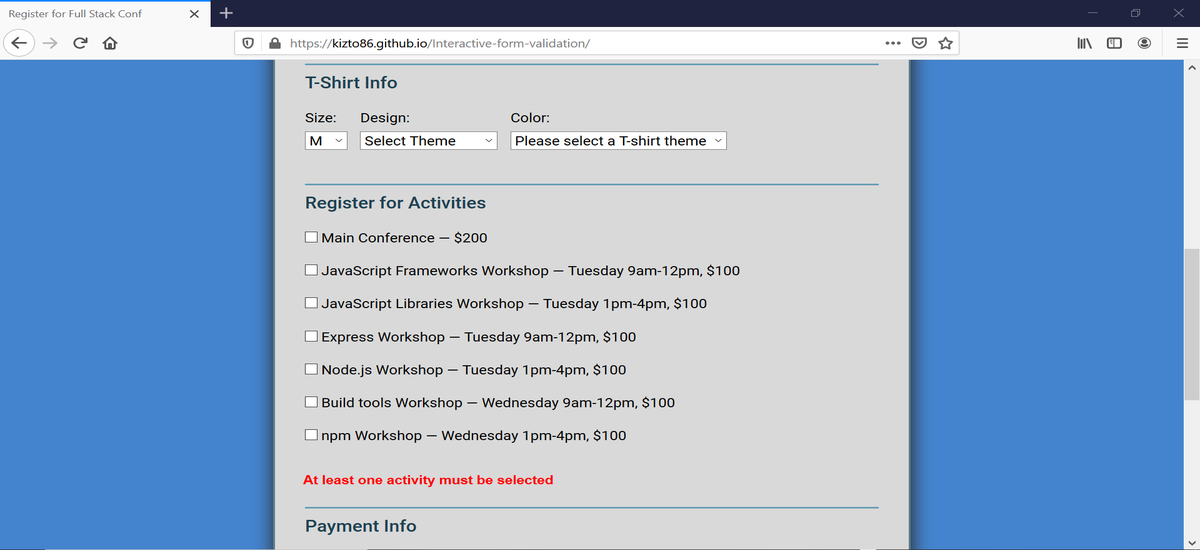 Register for Full Stack Conf
https://kizto86.github.io/Interactive-form-validation/
T-Shirt Info
Size: Design: Color:
M Select Theme Please select a T-shirt theme
Register for Activities
Main Conference — $200
JavaScript Frameworks Workshop — Tuesday 9am-12pm, $100
JavaScript Libraries Workshop — Tuesday 1pm-4pm, $100
Express Workshop — Tuesday 9am-12pm, $100
Node.js Workshop — Tuesday 1pm-4pm, $100
Build tools Workshop — Wednesday 9am-12pm, $100
npm Workshop — Wednesday 1pm-4pm, $100
At least one activity must be selected
Payment Info